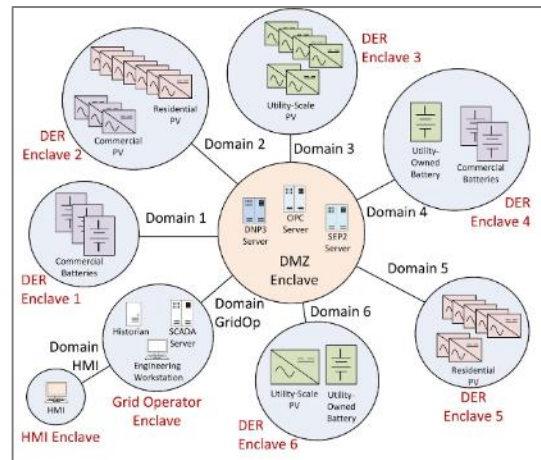 DER
Enclave 3
Utility-Scale
PV
Residential
PV
Commercial
PV
DER
Enclave 2
Domain 2
Domain 3
Utility-
Owned
Battery
Commercial
Batteries
DER
Enclave 4
Domain 4
DNP3
Server
OPC
Server
SEP2
Server
DMZ
Enclave
Domain 1
Commercial
Batteries
DER
Enclave 1
Domain 5
Residential
PV
DER
Enclave 5
Domain
GridOp
Domain 6
Historian
SCADA
Server
Engineering
Workstation
Grid Operator
Enclave
Domain
HMI
HMI
HMI Enclave
Utility-Scale
PV
Utility-
Owned
Battery
DER
Enclave 6